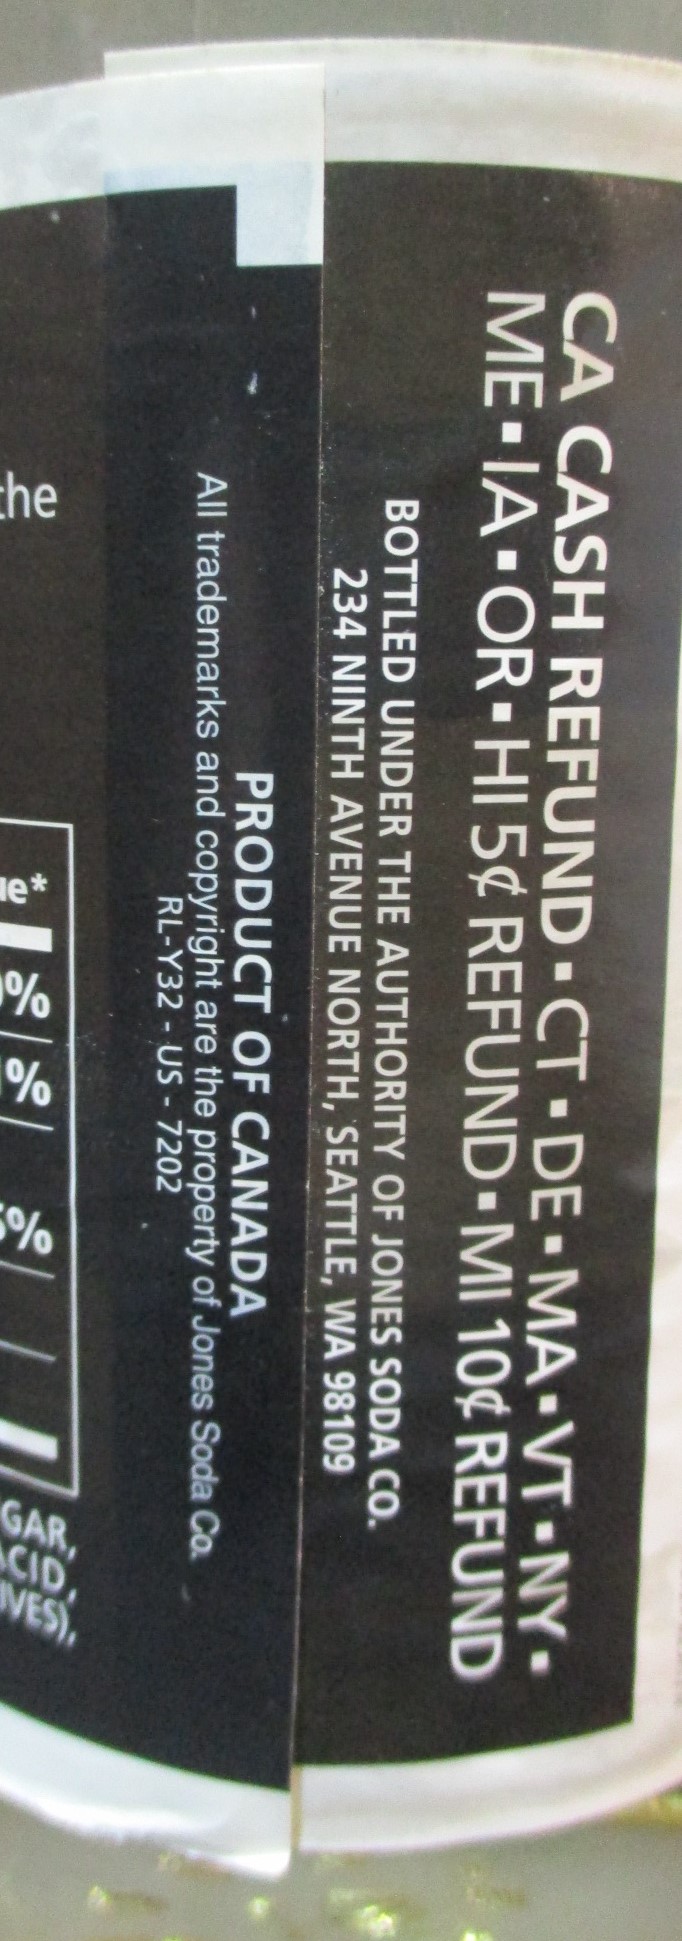 CA CASH REFUND▪CT▪DE▪MA▪VT▪NY▪
ME▪IA▪OR▪HI 5¢ REFUND▪MI 10¢ REFUND
BOTTLED UNDER THE AUTHORITY OF JONES SODA CO.
234 NINTH AVENUE NORTH, SEATTLE, WA 98109
PRODUCT OF CANADA
All trademarks and copyright are the property of Jones Soda Co.
RL-Y32 - US - 7202
the